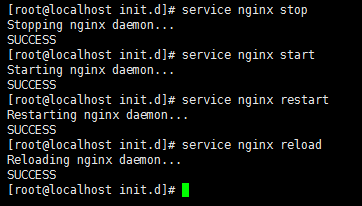 [root@localhost init.d]# service nginx stop
Stopping nginx daemon...
SUCCESS
[root@localhost init.d]# service nginx start
Starting nginx daemon...
SUCCESS
[root@localhost init.d]# service nginx restart
Restarting nginx daemon...
SUCCESS
[root@localhost init.d]# service nginx reload
Reloading nginx daemon...
SUCCESS
[root@localhost init.d]#